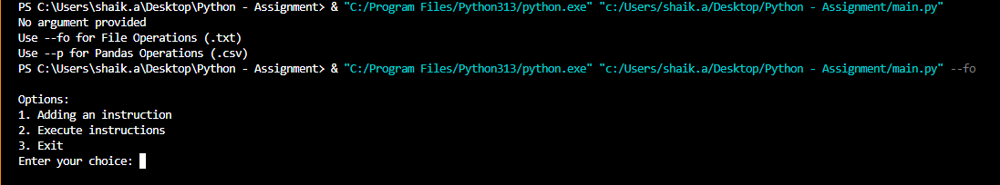 PS C:\Users\shaik.a\Desktop\Python - Assignment> & "C:/Program Files/Python313/python.exe" "c:/Users/shaik.a/Desktop/Python - Assignment/main.py"
No argument provided
Use --fo for File Operations (.txt)
Use --p for Pandas Operations (.csv)
PS C:\Users\shaik.a\Desktop\Python - Assignment> & "C:/Program Files/Python313/python.exe" "c:/Users/shaik.a/Desktop/Python - Assignment/main.py" --fo
Options:
1. Adding an instruction
2. Execute instructions
3. Exit
Enter your choice: